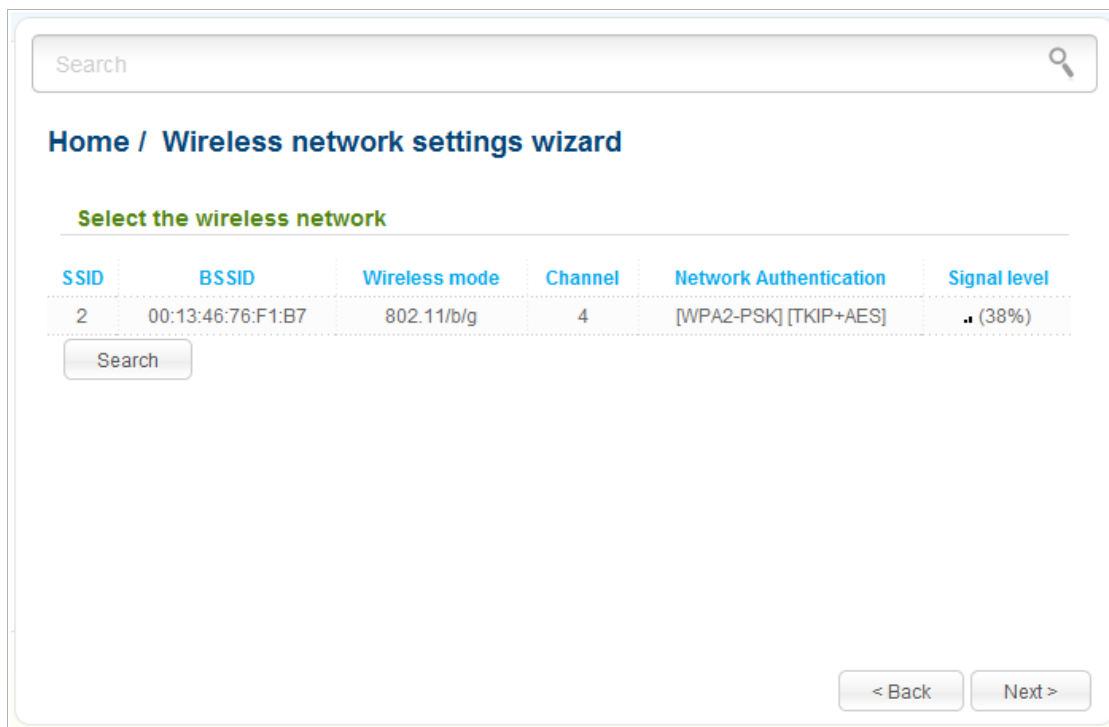 Search
Home / Wireless network settings wizard
Select the wireless network
SSID BSSID Wireless mode Channel Network Authentication Signal level
2 00:13:46:76:F1:B7 802.11/b/g 4 [WPA2-PSK] [TKIP+AES] (38%)
Search
< Back Next >